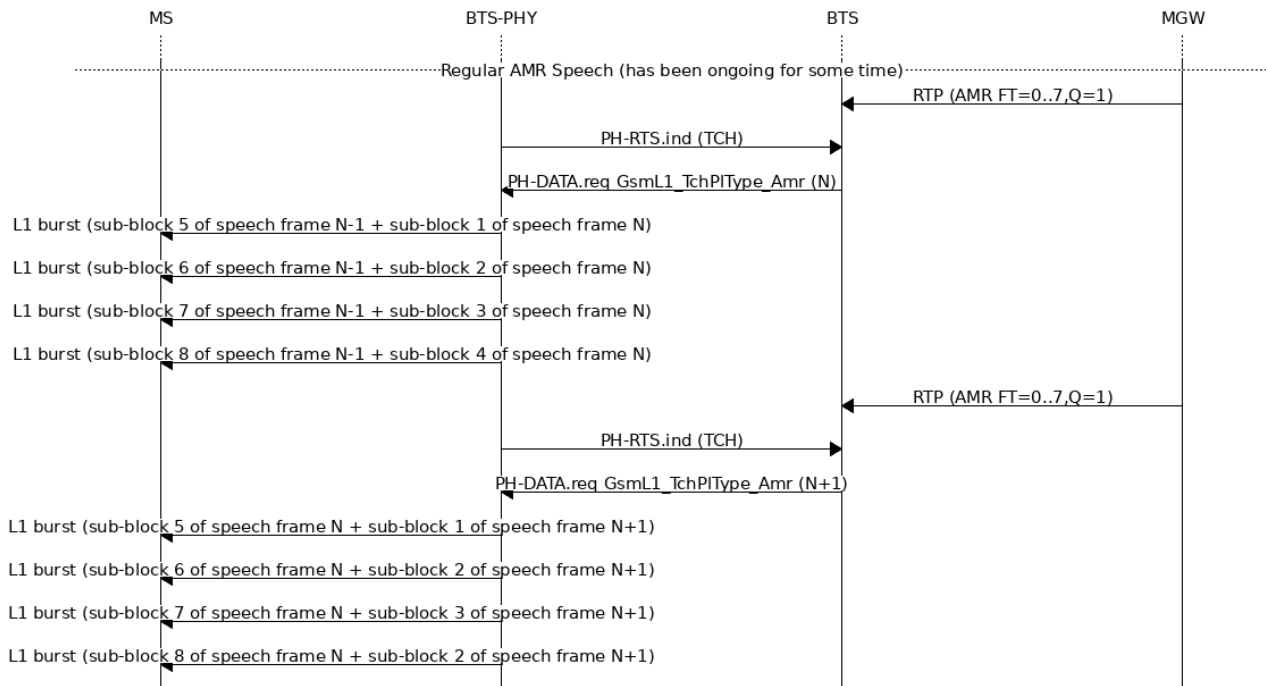 MS BTS-PHY BTS MGW
Regular AMR Speech (has been ongoing for some time)
RTP (AMR FT=0..7,Q=1)
PH-RTS.ind (TCH)
PH-DATA.req GsmL1_TchPlType_Amr (N)
L1 burst (sub-block 5 of speech frame N-1 + sub-block 1 of speech frame N)
L1 burst (sub-block 6 of speech frame N-1 + sub-block 2 of speech frame N)
L1 burst (sub-block 7 of speech frame N-1 + sub-block 3 of speech frame N)
L1 burst (sub-block 8 of speech frame N-1 + sub-block 4 of speech frame N)
RTP (AMR FT=0..7,Q=1)
PH-RTS.ind (TCH)
PH-DATA.req GsmL1_TchPlType_Amr (N+1)
L1 burst (sub-block 5 of speech frame N + sub-block 1 of speech frame N+1)
L1 burst (sub-block 6 of speech frame N + sub-block 2 of speech frame N+1)
L1 burst (sub-block 7 of speech frame N + sub-block 3 of speech frame N+1)
L1 burst (sub-block 8 of speech frame N + sub-block 2 of speech frame N+1)